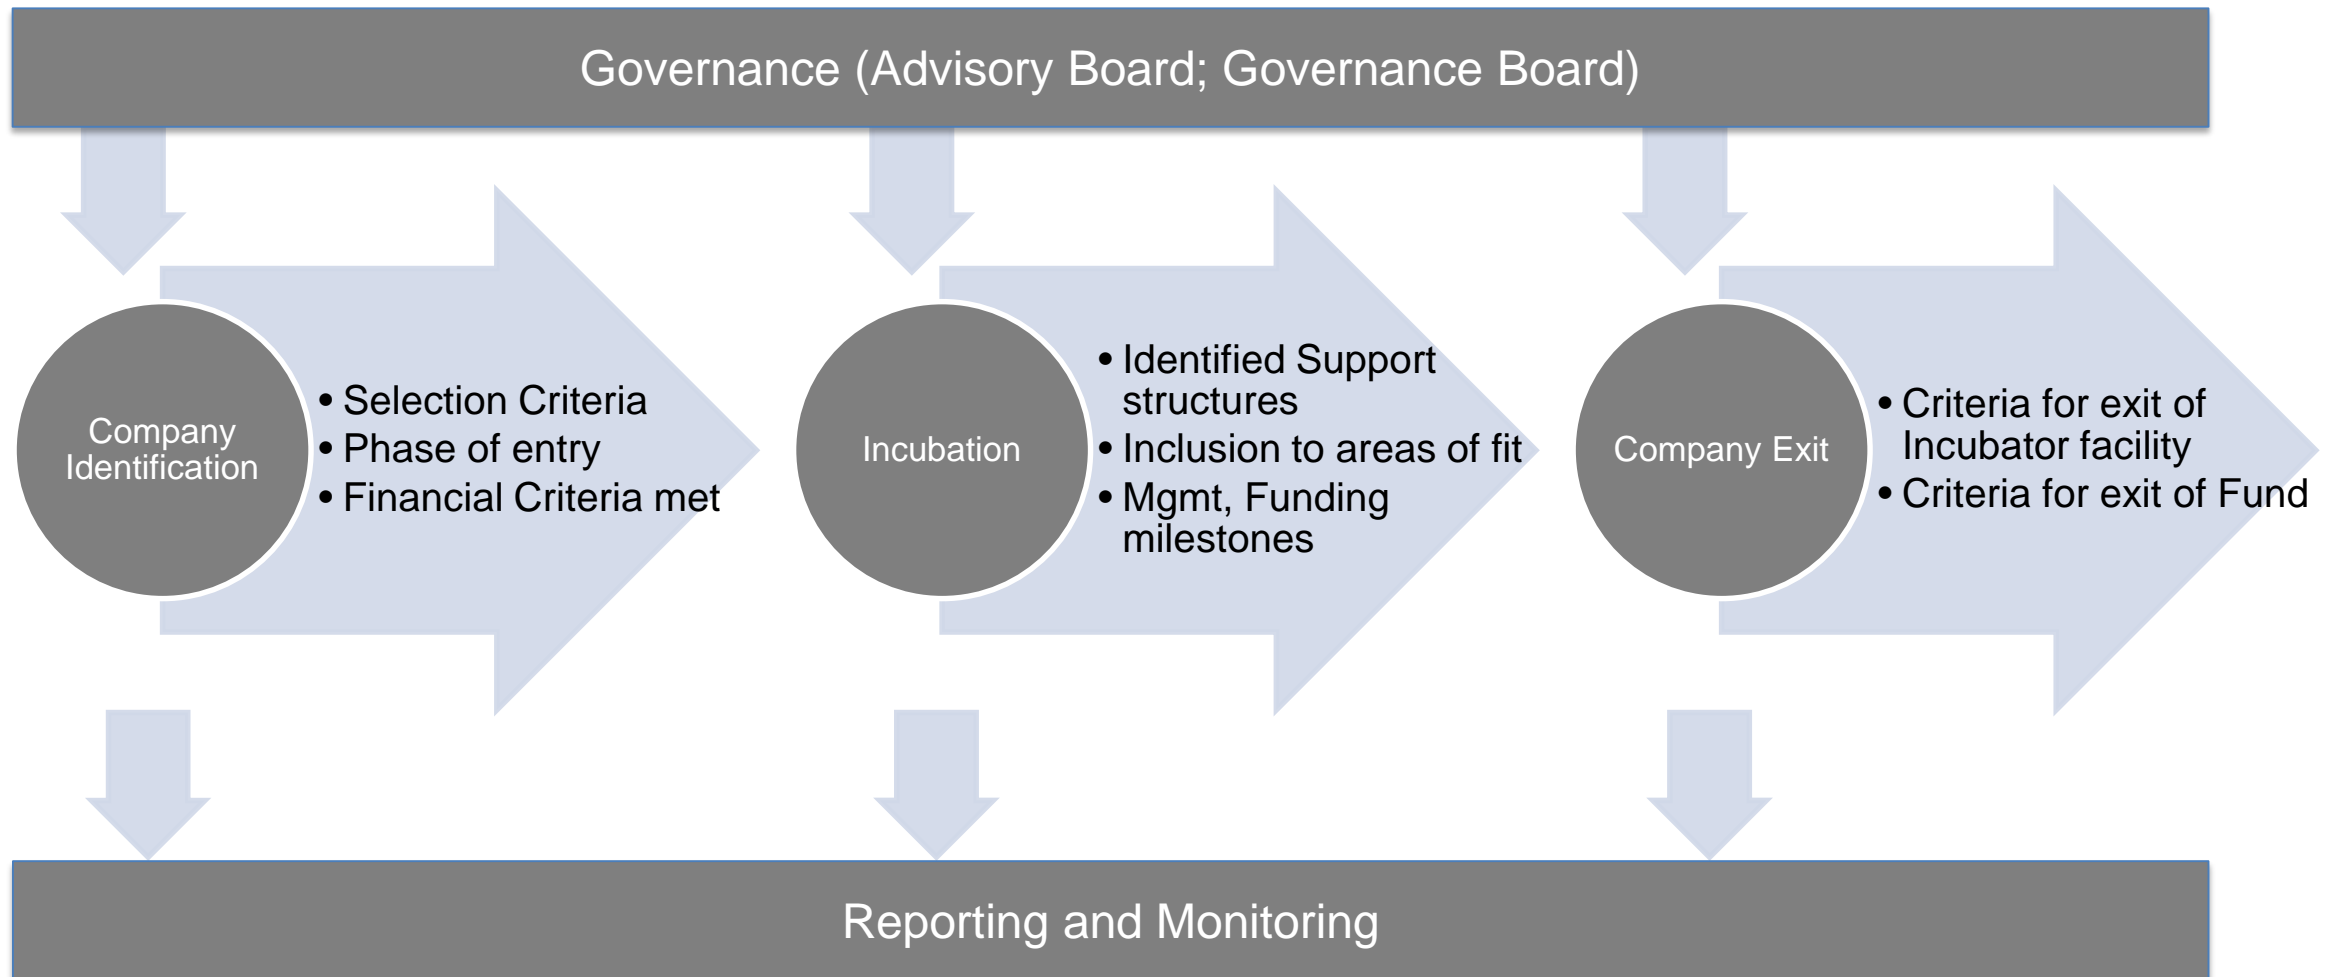 Governance (Advisory Board; Governance Board)
Company
Identification
• Selection Criteria
• Phase of entry
• Financial Criteria met
Incubation
• Identified Support
structures
• Inclusion to areas of fit
• Mgmt, Funding
milestones
Company Exit
• Criteria for exit of
Incubator facility
• Criteria for exit of Fund
Reporting and Monitoring